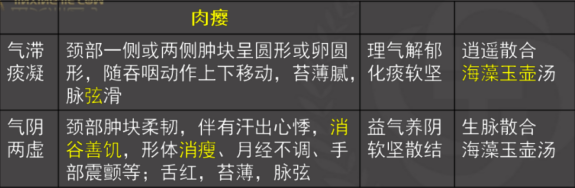 肉瘿
气滞
痰凝
颈部一侧或两侧肿块呈圆形或卵圆
形，随吞咽动作上下移动，苔薄腻，
脉弦滑
理气解郁
化痰软坚
逍遥散合
海藻玉壶汤
气阴
两虚
颈部肿块柔韧，伴有汗出心悸，消
谷善饥，形体消瘦、月经不调、手
部震颤等；舌红，苔薄，脉弦
益气养阴
软坚散结
生脉散合
海藻玉壶汤